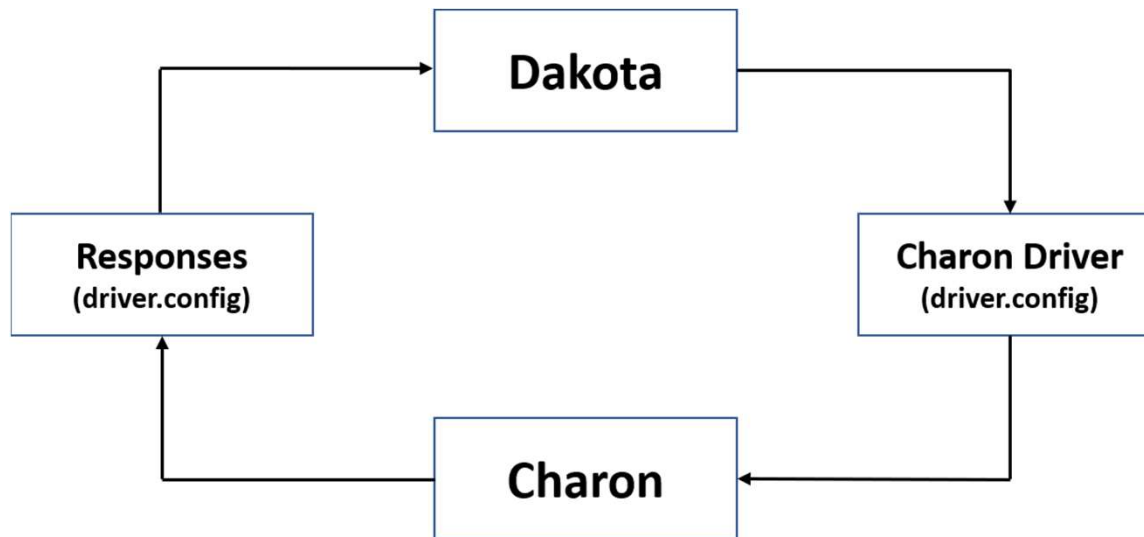 Dakota
Responses
(driver.config)
Charon Driver
(driver.config)
Charon